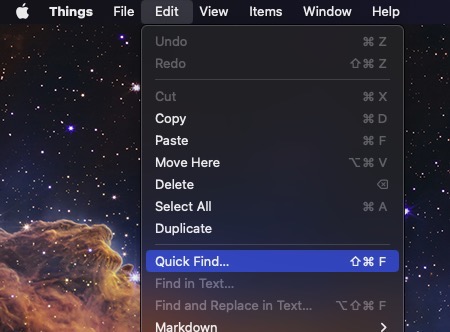 Things File Edit View Items Window Help
Undo ⌘ Z
Redo ⇧⌘ Z
Cut ⌘ X
Copy ⌘ D
Paste ⌘ F
Move Here ⌥⌘ V
Delete ⌫
Select All ⌘ A
Duplicate
Quick Find... ⇧⌘ F
Find in Text...
Find and Replace in Text... ⌥⇧⌘ F
Markdown